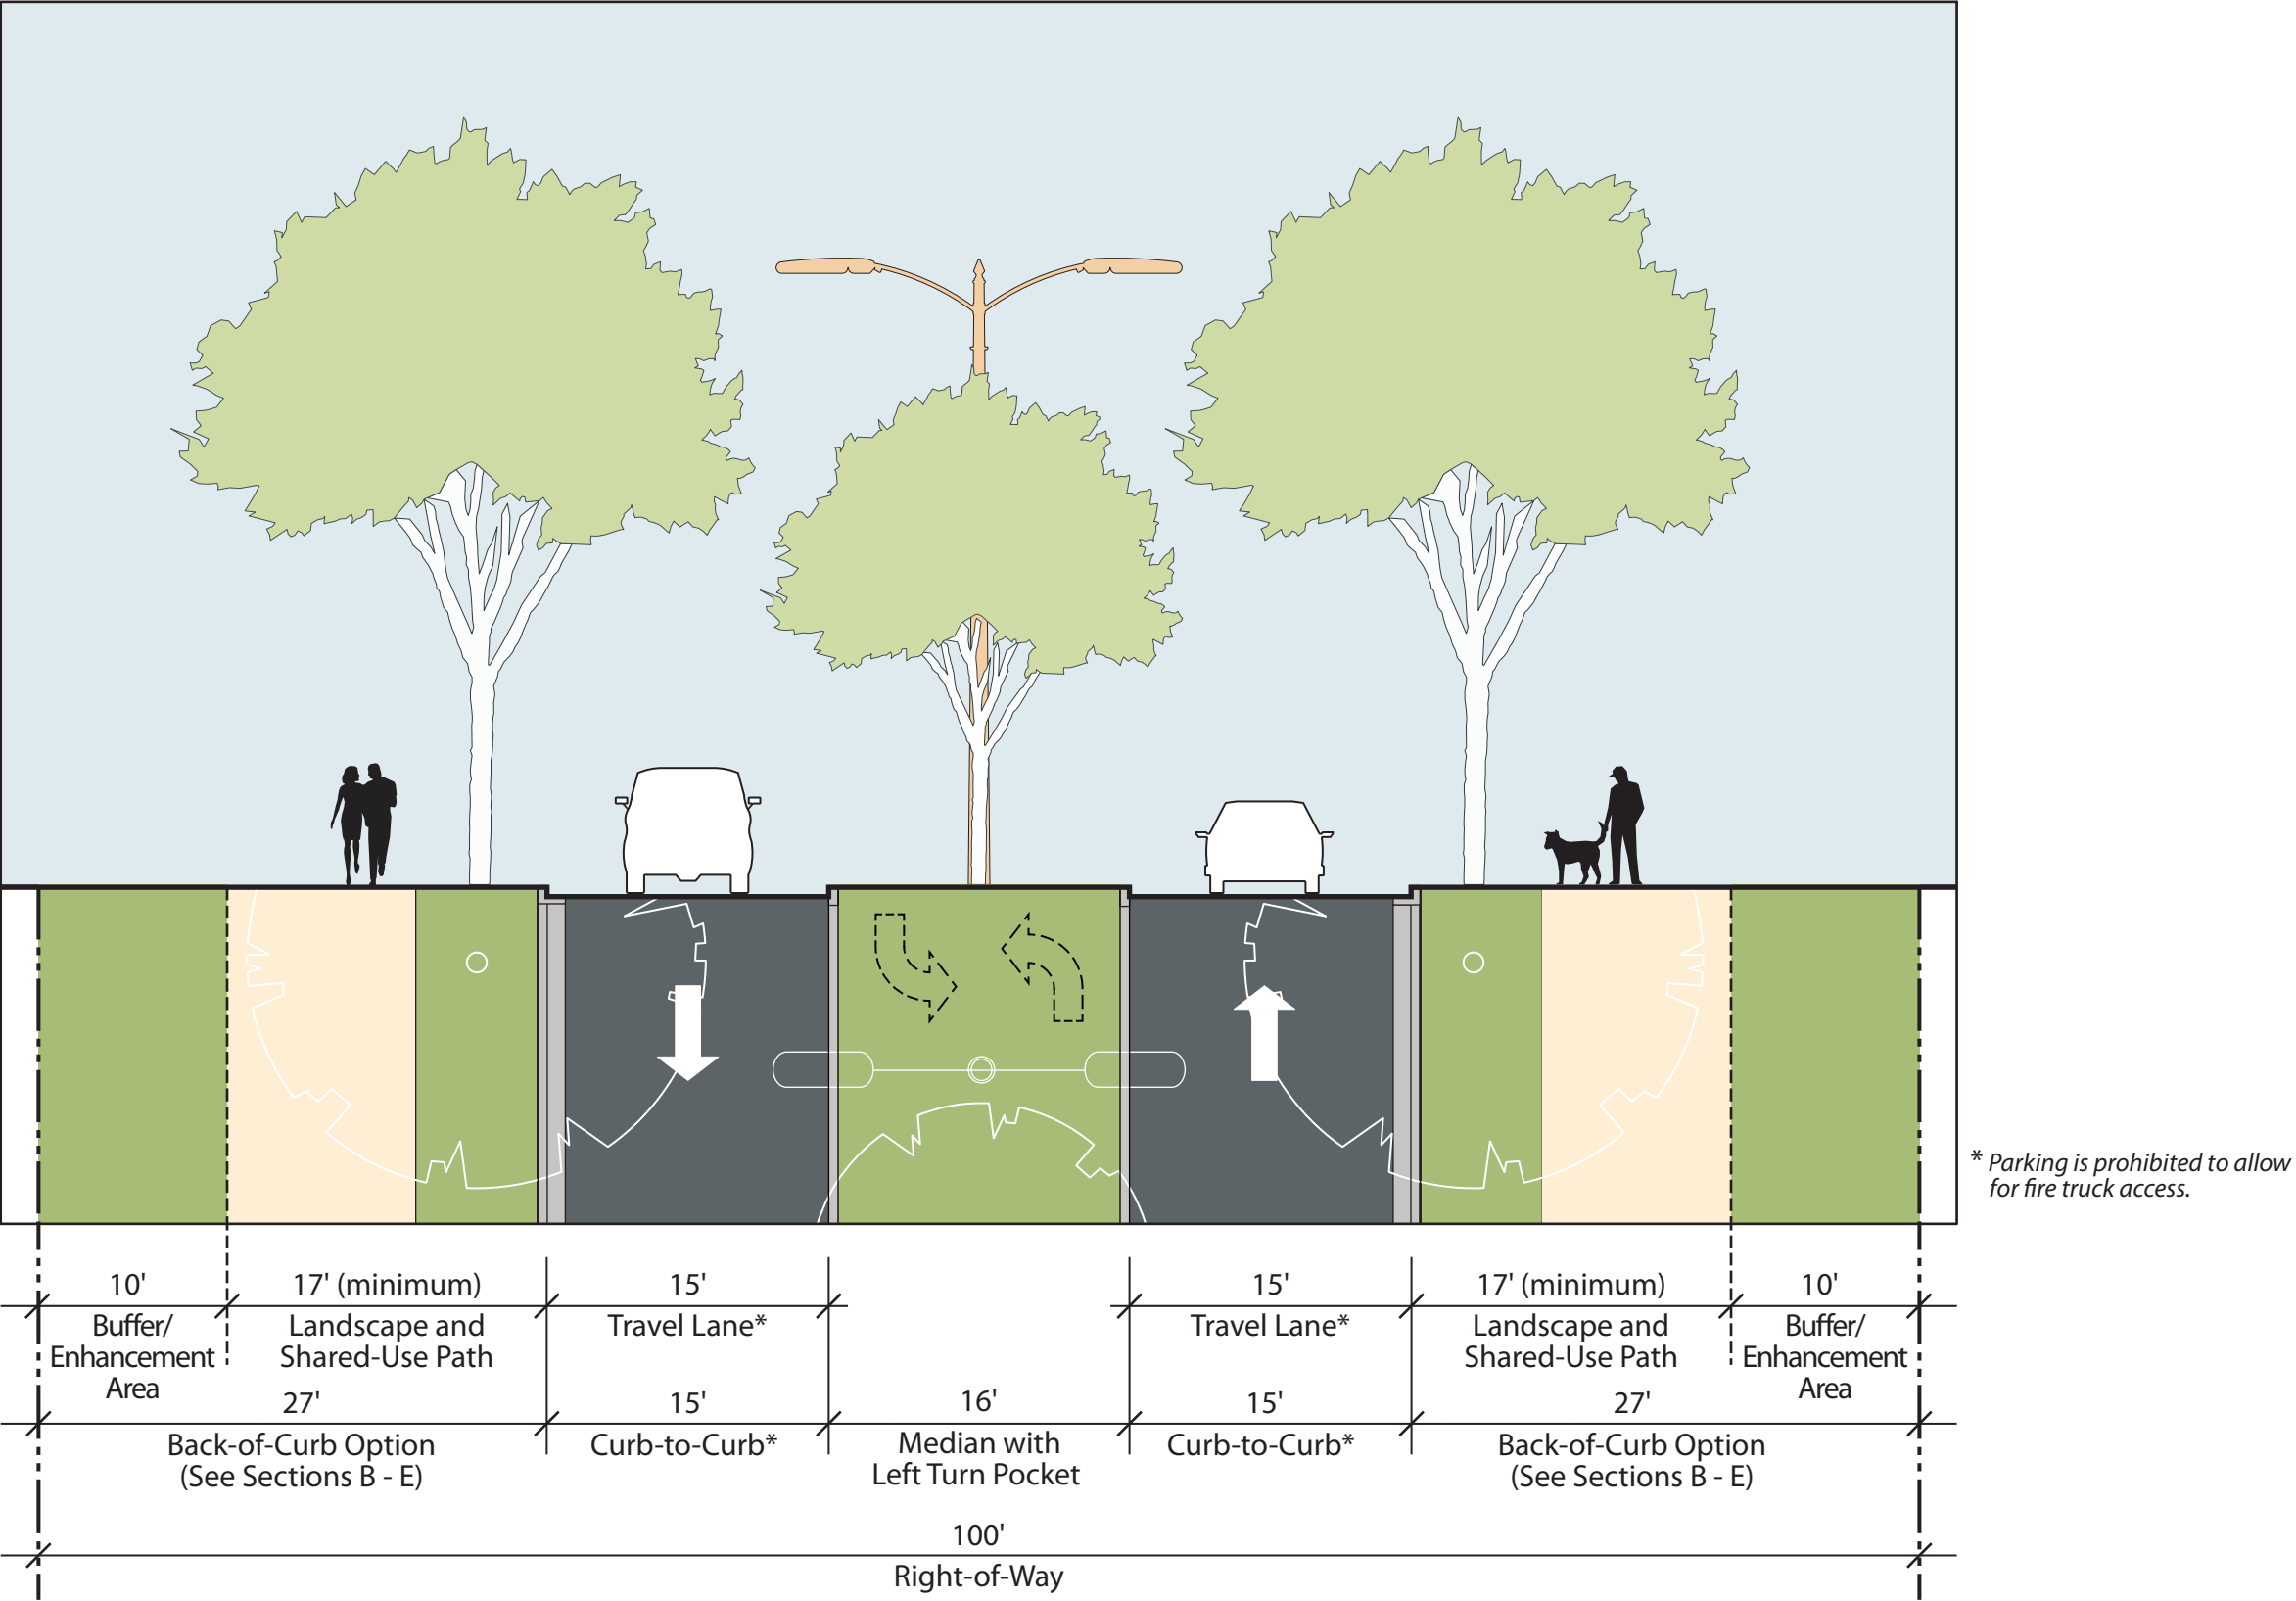 * Parking is prohibited to allow
for fire truck access.
10'
17' (minimum)
15'
15'
17' (minimum)
10'
Buffer/
Enhancement
Area
Landscape and
Shared-Use Path
Travel Lane*
Travel Lane*
Landscape and
Shared-Use Path
Buffer/
Enhancement
Area
27'
15'
16'
15'
27'
Back-of-Curb Option
(See Sections B - E)
Curb-to-Curb*
Median with
Left Turn Pocket
Curb-to-Curb*
Back-of-Curb Option
(See Sections B - E)
100'
Right-of-Way